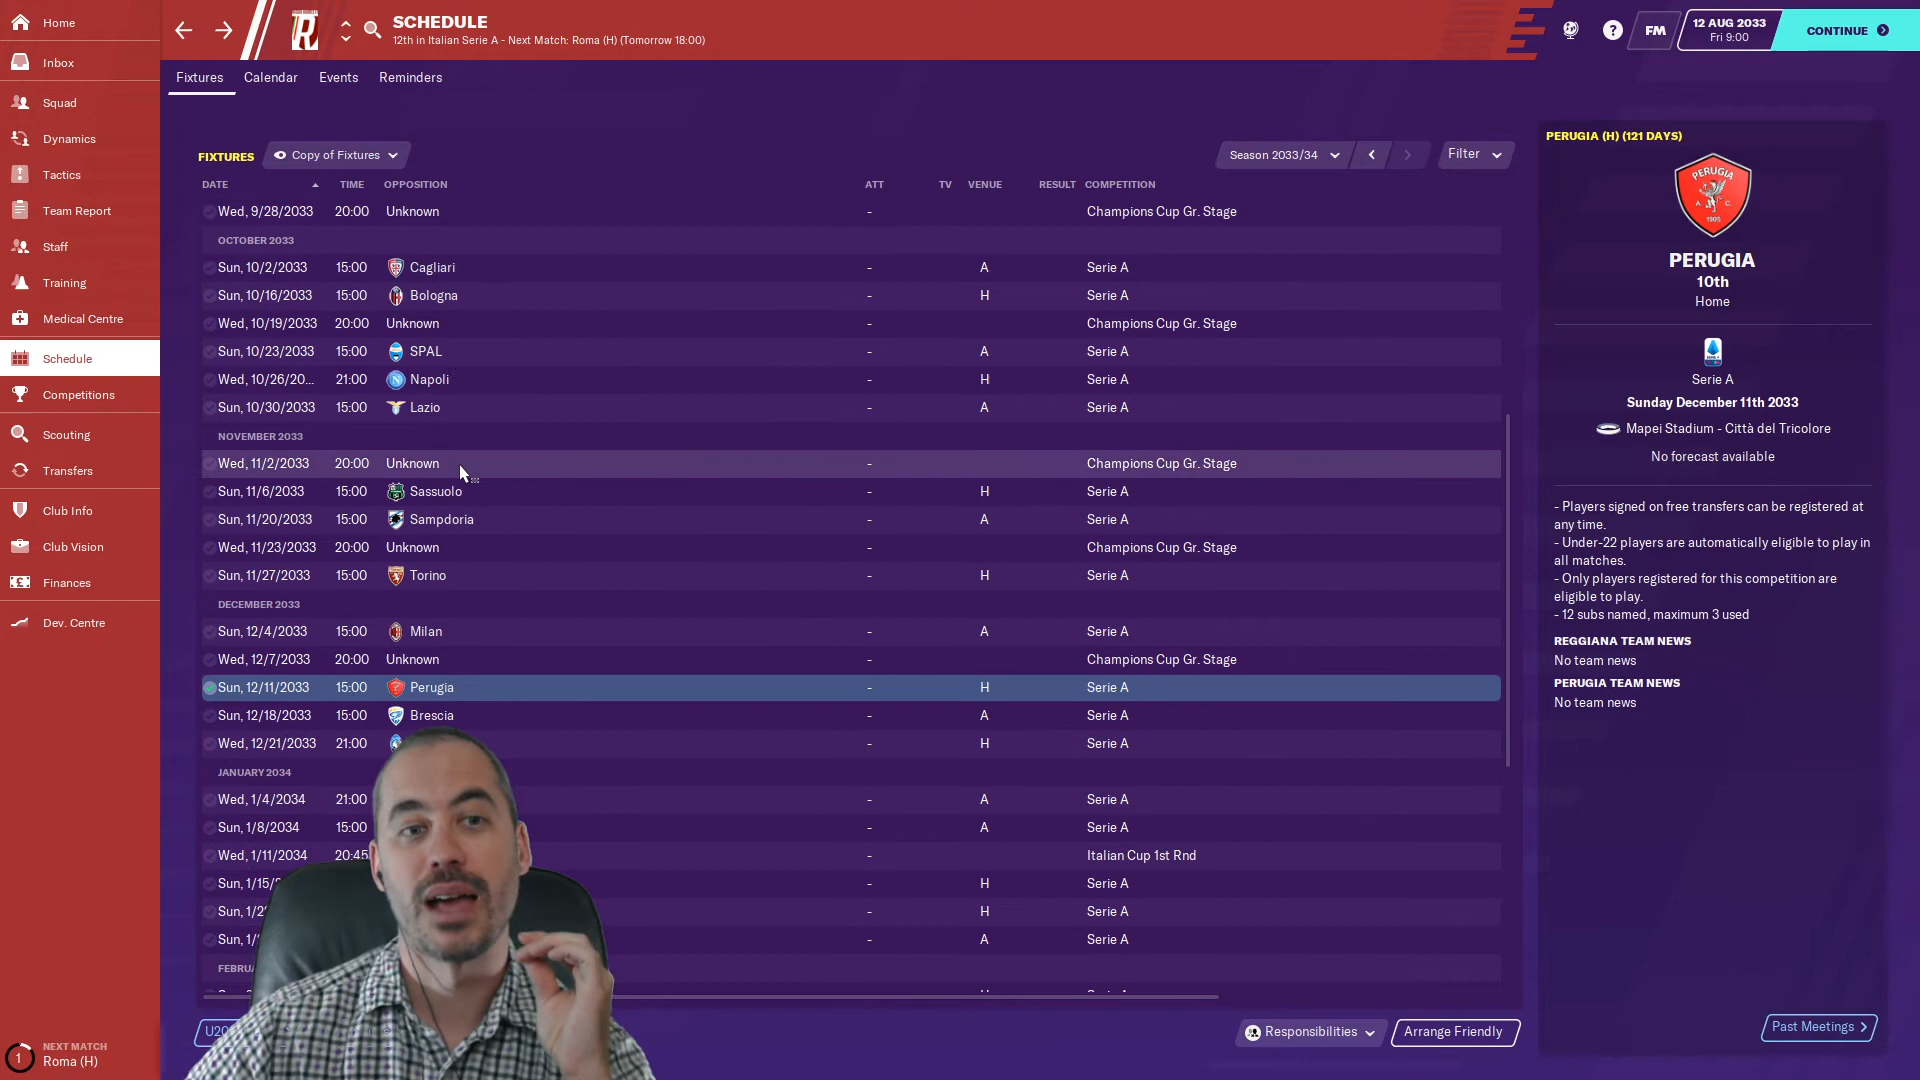 Home
Inbox
Squad
Dynamics
Tactics
Team Report
Staff
Training
Medical Centre
Schedule
Competitions
Scouting
Transfers
Club Info
Club Vision
Finances
Dev. Centre
1
NEXT MATCH
Roma (H)
R
SCHEDULE
12th in Italian Serie A - Next Match: Roma (H) (Tomorrow 18:00)
?
FM
12 AUG 2033
Fri 9:00
CONTINUE
Fixtures Calendar Events Reminders
FIXTURES Copy of Fixtures Season 2033/34 Filter
DATE TIME OPPOSITION ATT TV VENUE RESULT COMPETITION
Wed, 9/28/2033 20:00 Unknown - Champions Cup Gr. Stage
OCTOBER 2033
Sun, 10/2/2033 15:00 Cagliari - A Serie A
Sun, 10/16/2033 15:00 Bologna - H Serie A
Wed, 10/19/2033 20:00 Unknown - Champions Cup Gr. Stage
Sun, 10/23/2033 15:00 SPAL - A Serie A
Wed, 10/26/20... 21:00 Napoli - H Serie A
Sun, 10/30/2033 15:00 Lazio - A Serie A
NOVEMBER 2033
Wed, 11/2/2033 20:00 Unknown - Champions Cup Gr. Stage
Sun, 11/6/2033 15:00 Sassuolo - H Serie A
Sun, 11/20/2033 15:00 Sampdoria - A Serie A
Wed, 11/23/2033 20:00 Unknown - Champions Cup Gr. Stage
Sun, 11/27/2033 15:00 Torino - H Serie A
DECEMBER 2033
Sun, 12/4/2033 15:00 Milan - A Serie A
Wed, 12/7/2033 20:00 Unknown - Champions Cup Gr. Stage
Sun, 12/11/2033 15:00 Perugia - H Serie A
Sun, 12/18/2033 15:00 Brescia - A Serie A
Wed, 12/21/2033 21:00 - H Serie A
JANUARY 2034
Wed, 1/4/2034 21:00 - A Serie A
Sun, 1/8/2034 15:00 - A Serie A
Wed, 1/11/2034 20:45 - Italian Cup 1st Rnd
Sun, 1/15/ - H Serie A
Sun, - H Serie A
Sun, - A Serie A
U20
Responsibilities Arrange Friendly
PERUGIA (H) (121 DAYS)
PERUGIA
A C
1905
PERUGIA
10th
Home
Serie A
Sunday December 11th 2033
Mapei Stadium - Città del Tricolore
No forecast available
- Players signed on free transfers can be registered at
any time.
- Under-22 players are automatically eligible to play in
all matches.
- Only players registered for this competition are
eligible to play.
- 12 subs named, maximum 3 used
REGGIANA TEAM NEWS
No team news
PERUGIA TEAM NEWS
No team news
Past Meetings